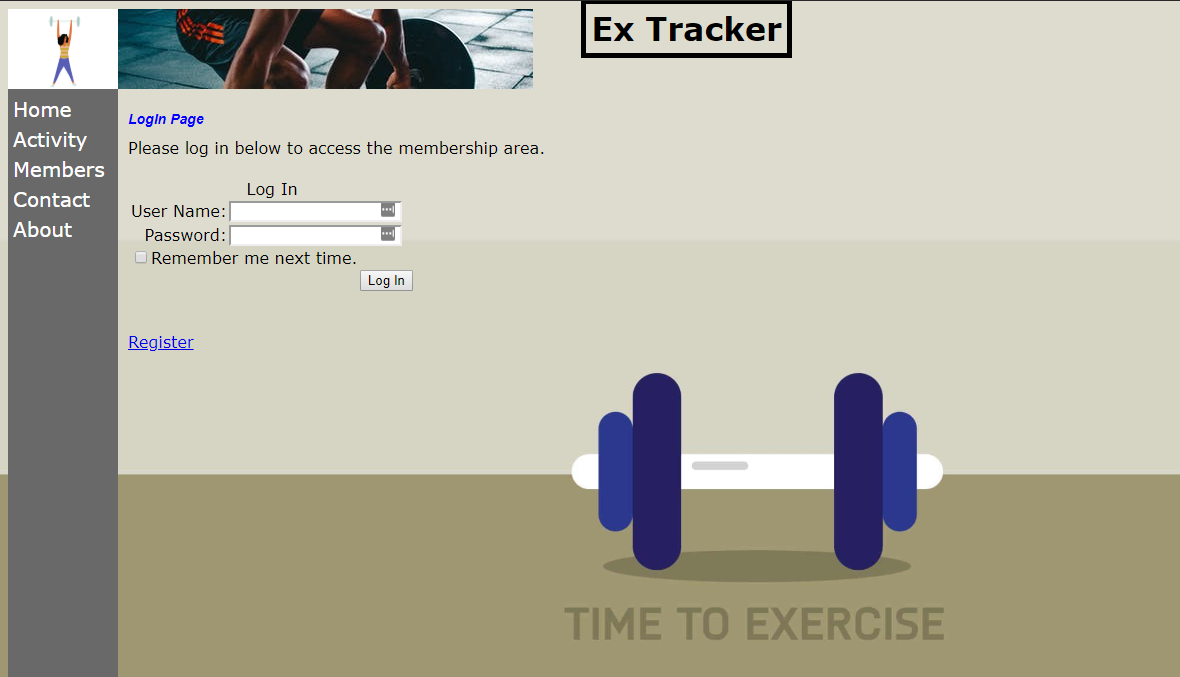 Ex Tracker
Home
Activity
Members
Contact
About
LogIn Page
Please log in below to access the membership area.
Log In
User Name:
Password:
Remember me next time.
Log In
Register
TIME TO EXERCISE